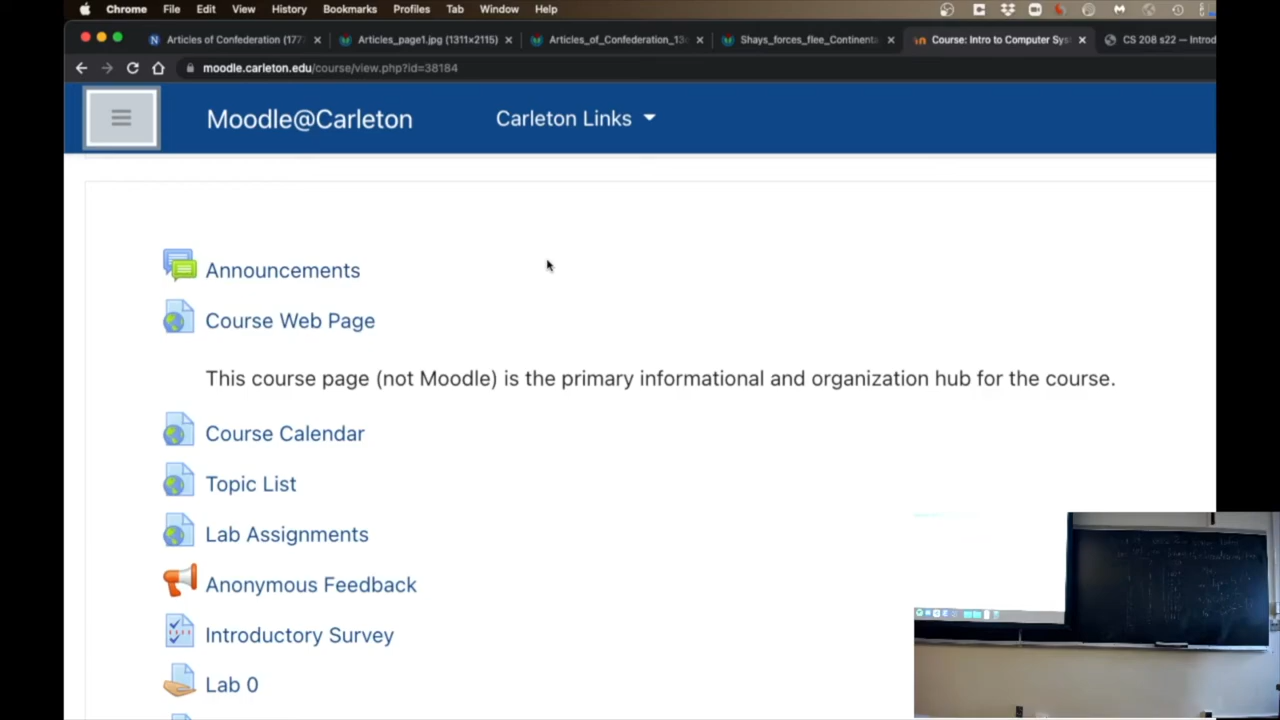 Chrome File Edit View History Bookmarks Profiles Tab Window Help
Articles of Confederation (177 Articles_page1.jpg (1311×2115) Articles_of_Confederation_13 Shays_forces_flee_Continenta Course: Intro to Computer Sys CS 208 s22 — Introd
moodle.carleton.edu/course/view.php?id=38184
Moodle@Carleton Carleton Links
Announcements
Course Web Page
This course page (not Moodle) is the primary informational and organization hub for the course.
Course Calendar
Topic List
Lab Assignments
Anonymous Feedback
Introductory Survey
Lab 0